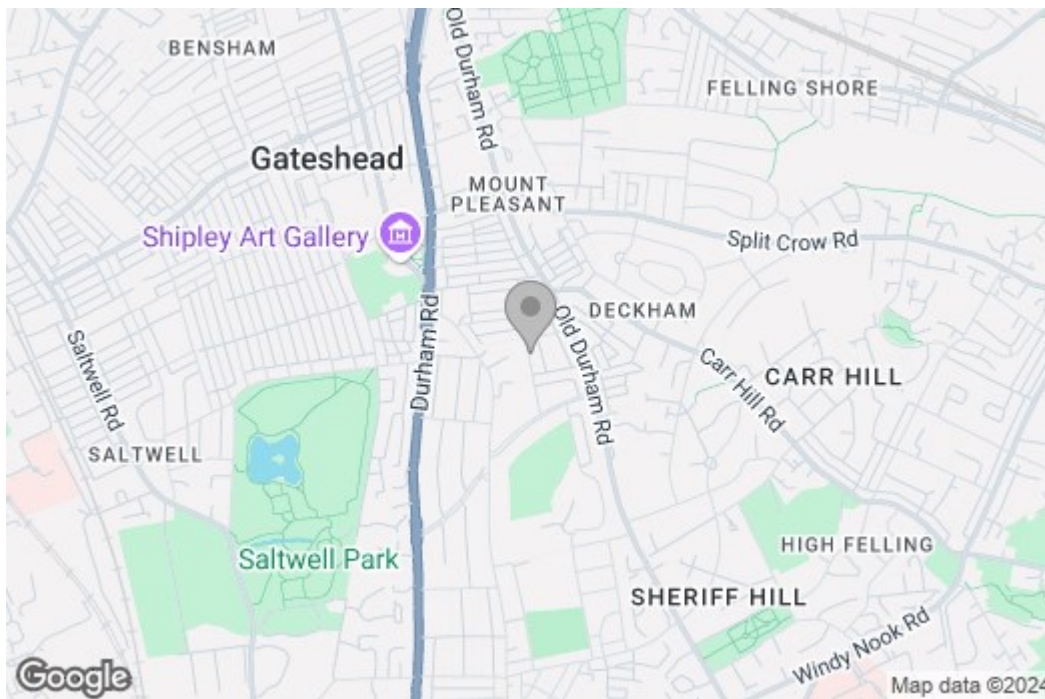 BENSHAM
Old Durham Rd
FELLING SHORE
Gateshead
MOUNT
PLEASANT
Shipley Art Gallery
Split Crow Rd
DECKHAM
Old Durham Rd
Durham Rd
Saltwell Rd
Carr Hill Rd
CARR HILL
SALTWELL
HIGH FELLING
Saltwell Park
SHERIFF HILL
Windy Nook Rd
Google
Map data ©2024